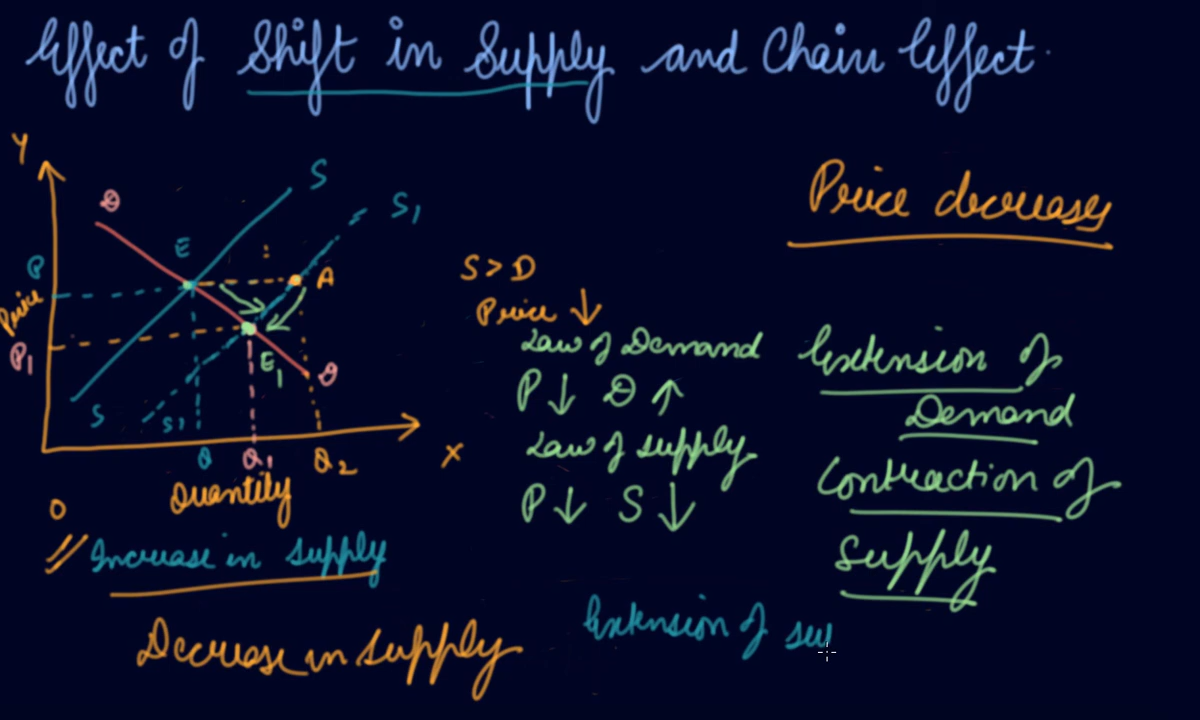 Effect of Shift in Supply and Chain Effect.
Y
D
S
S1
E
A
P
Price
P1
E1
D
S
S1
X
Q
Q1
Q2
Quantity
O
Increase in supply
Decrease in supply
S > D
Price ↓
Law of Demand
P ↓ D ↑
Law of supply
P ↓ S ↓
Price decreases
Extension of
Demand
Contraction of
Supply
Extension of su